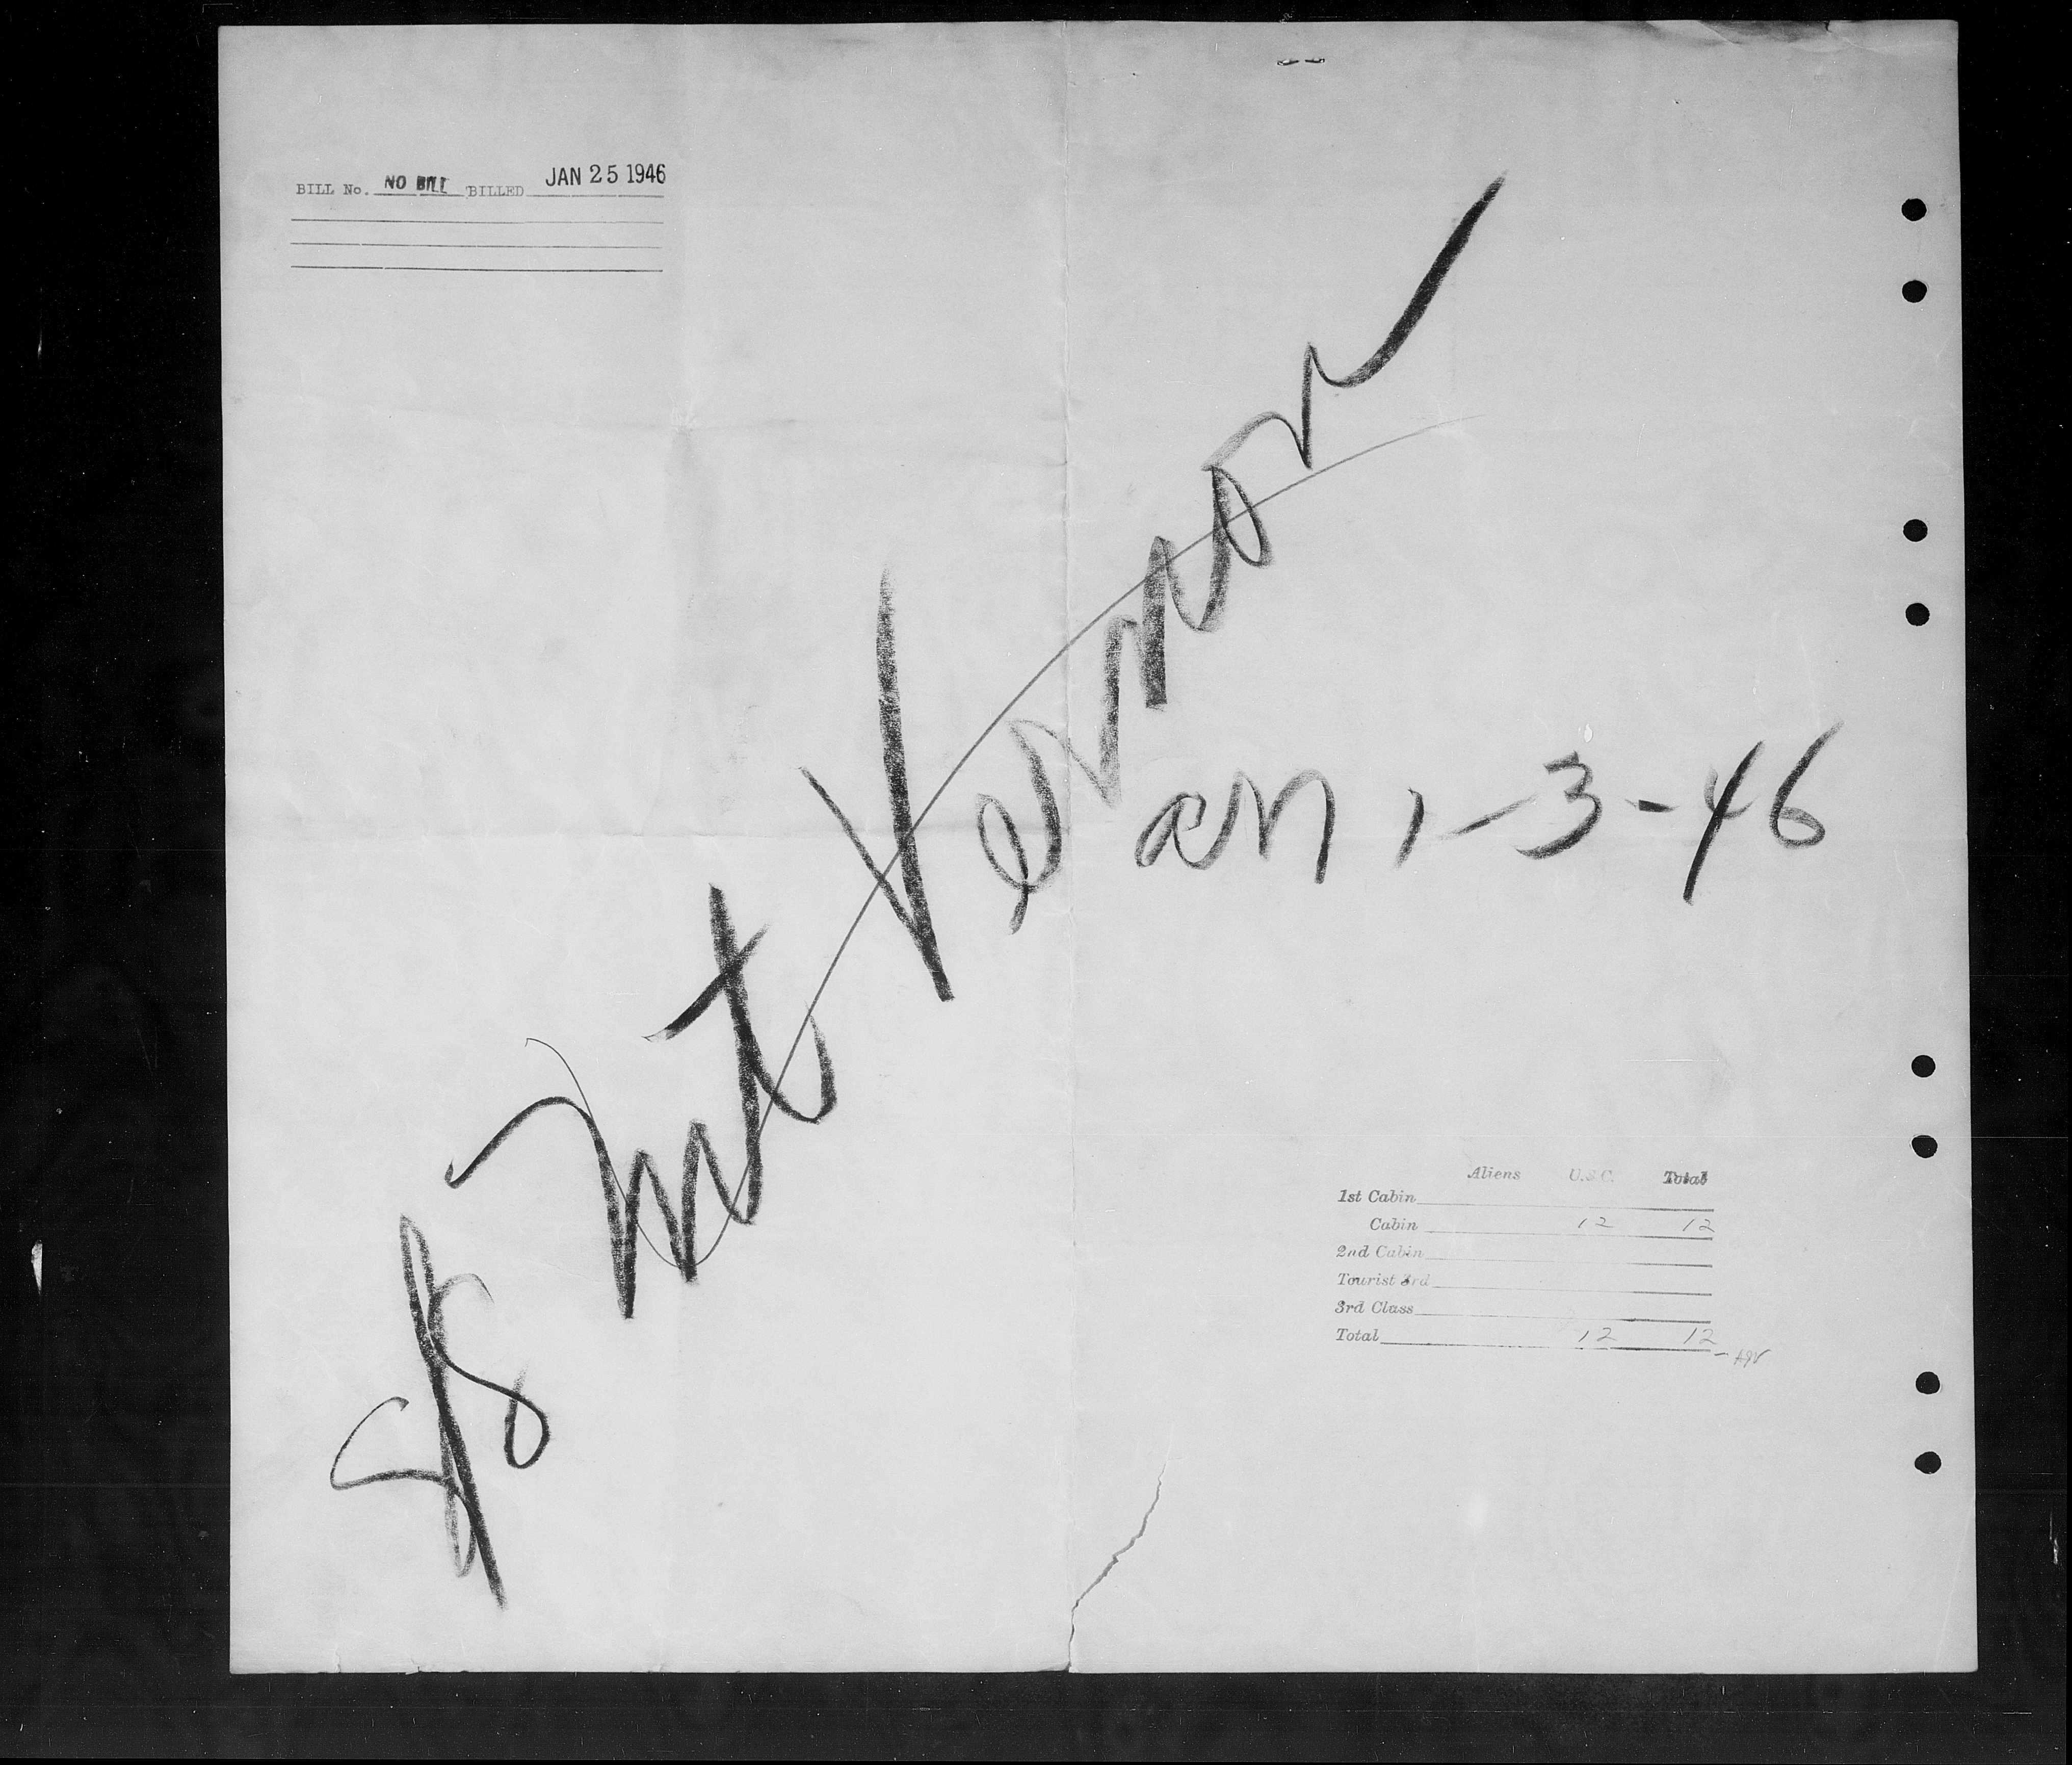 BILL No. NO BILL BILLED JAN 25 1946
S/S Mt Vernon
arr 1-3-46
Aliens U.S.C. Total
1st Cabin
Cabin 12 12
2nd Cabin
Tourist 3rd
3rd Class
Total 12 12